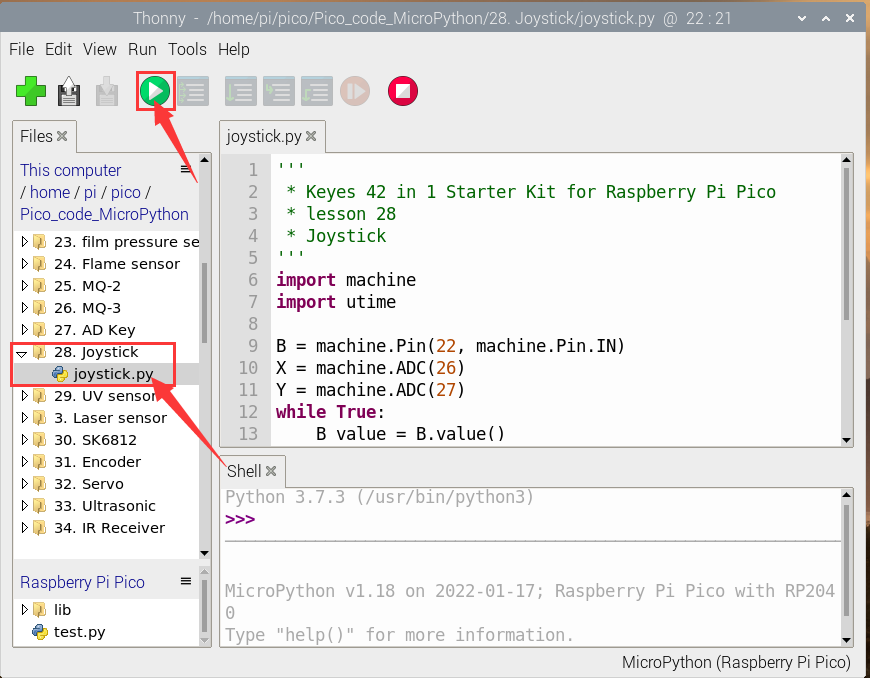 Thonny - /home/pi/pico/Pico_code_MicroPython/28. Joystick/joystick.py @ 22 : 21
File Edit View Run Tools Help
Files
This computer
/ home / pi / pico /
Pico_code_MicroPython
23. film pressure se
24. Flame sensor
25. MQ-2
26. MQ-3
27. AD Key
28. Joystick
joystick.py
29. UV sensor
3. Laser sensor
30. SK6812
31. Encoder
32. Servo
33. Ultrasonic
34. IR Receiver
Raspberry Pi Pico
lib
test.py
joystick.py
1 '''
2 * Keyes 42 in 1 Starter Kit for Raspberry Pi Pico
3 * lesson 28
4 * Joystick
5 '''
6 import machine
7 import utime
8
9 B = machine.Pin(22, machine.Pin.IN)
10 X = machine.ADC(26)
11 Y = machine.ADC(27)
12 while True:
13 B value = B.value()
Shell
Python 3.7.3 (/usr/bin/python3)
>>>
MicroPython v1.18 on 2022-01-17; Raspberry Pi Pico with RP204
0
Type "help()" for more information.
MicroPython (Raspberry Pi Pico)